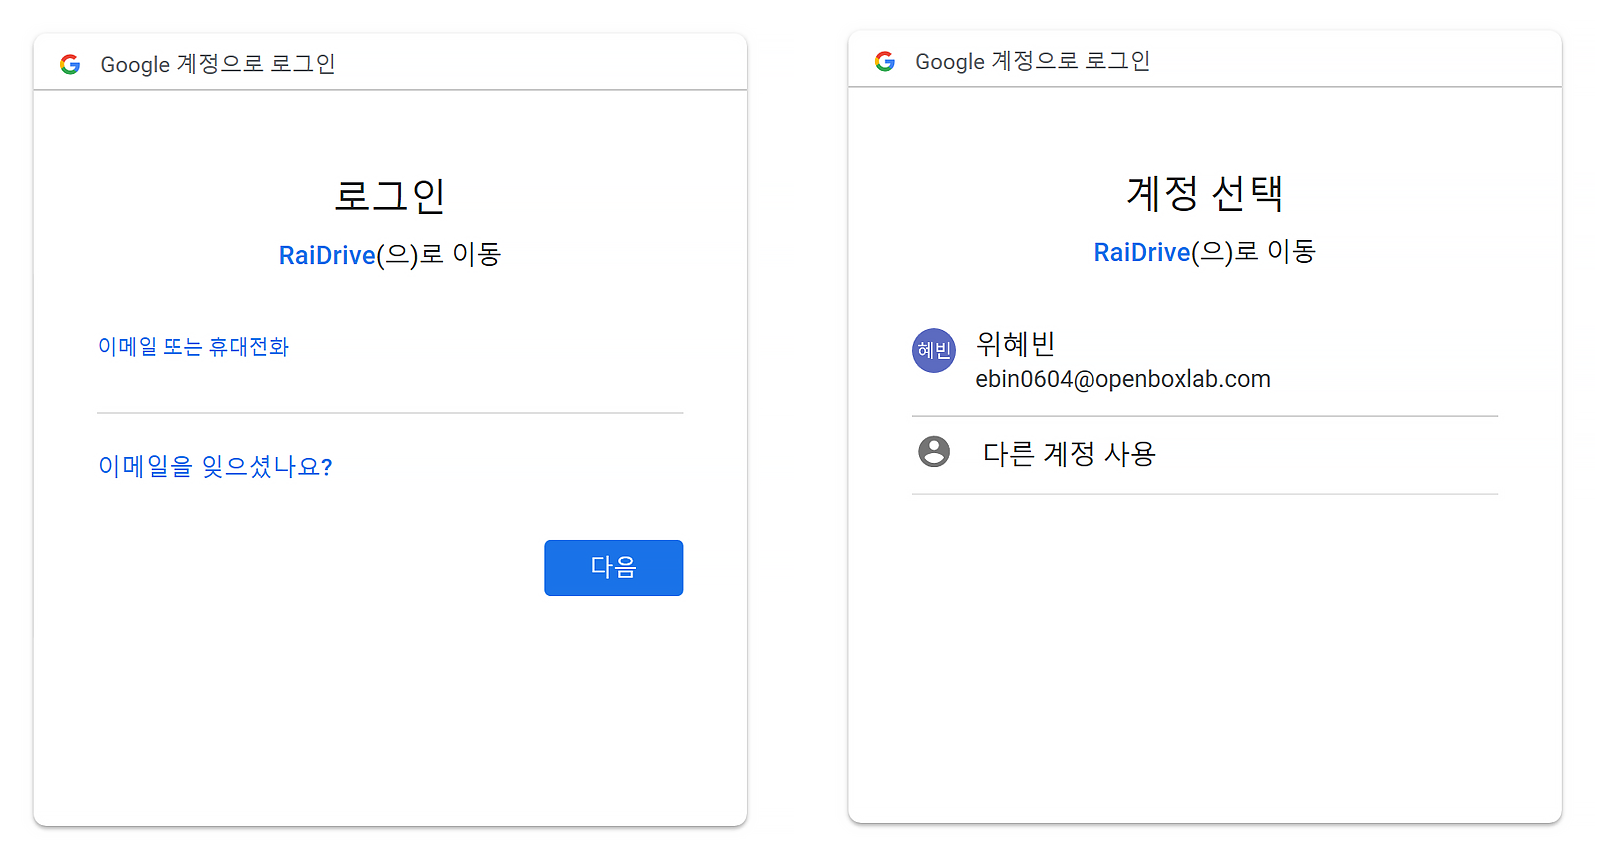 Google 계정으로 로그인
로그인
RaiDrive(으)로 이동
이메일 또는 휴대전화
이메일을 잊으셨나요?
다음
Google 계정으로 로그인
계정 선택
RaiDrive(으)로 이동
혜빈
위혜빈
ebin0604@openboxlab.com
다른 계정 사용